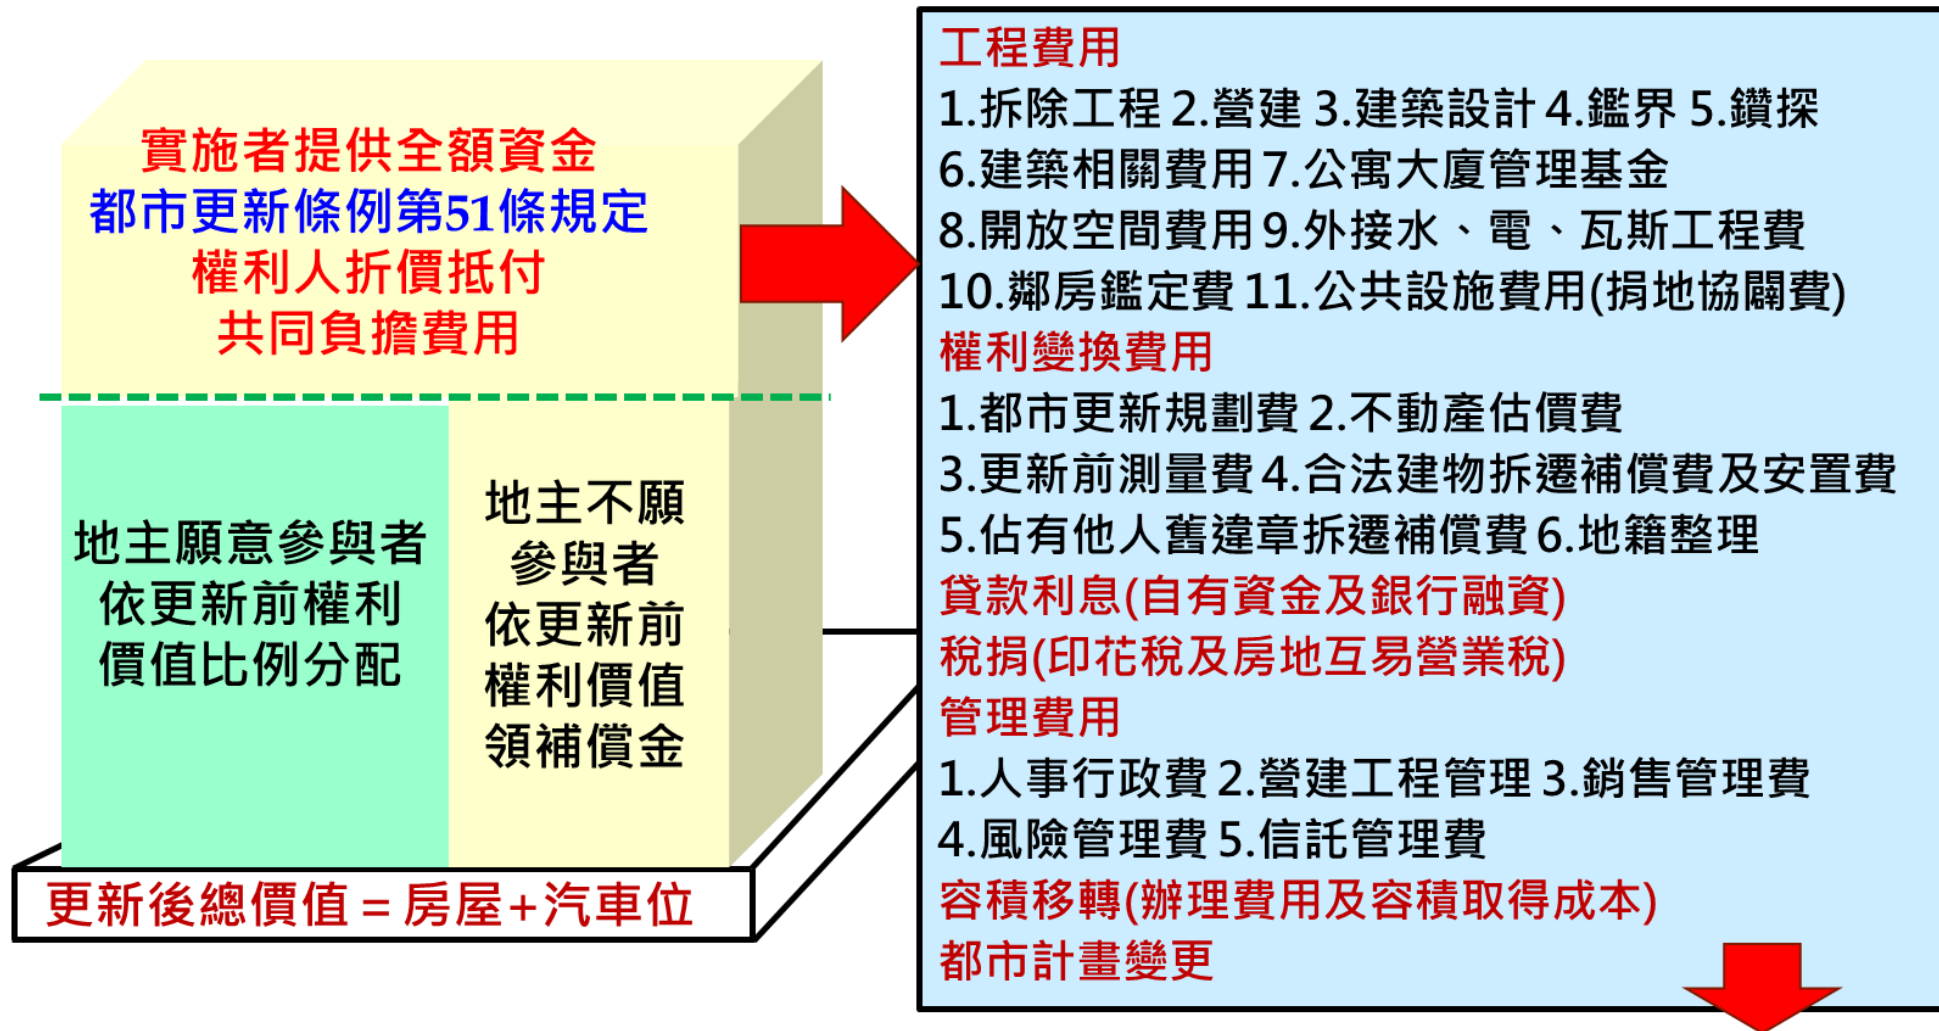 實施者提供全額資金
都市更新條例第51條規定
權利人折價抵付
共同負擔費用
地主願意參與者
依更新前權利
價值比例分配
地主不願
參與者
依更新前
權利價值
領補償金
更新後總價值=房屋+汽車位
工程費用
1.拆除工程 2.營建 3.建築設計 4.鑑界 5.鑽探
6.建築相關費用 7.公寓大廈管理基金
8.開放空間費用 9.外接水、電、瓦斯工程費
10.鄰房鑑定費 11.公共設施費用(捐地協闢費)
權利變換費用
1.都市更新規劃費 2.不動產估價費
3.更新前測量費 4.合法建物拆遷補償費及安置費
5.佔有他人舊違章拆遷補償費 6.地籍整理
貸款利息(自有資金及銀行融資)
稅捐(印花稅及房地互易營業稅)
管理費用
1.人事行政費 2.營建工程管理 3.銷售管理費
4.風險管理費 5.信託管理費
容積移轉(辦理費用及容積取得成本)
都市計畫變更